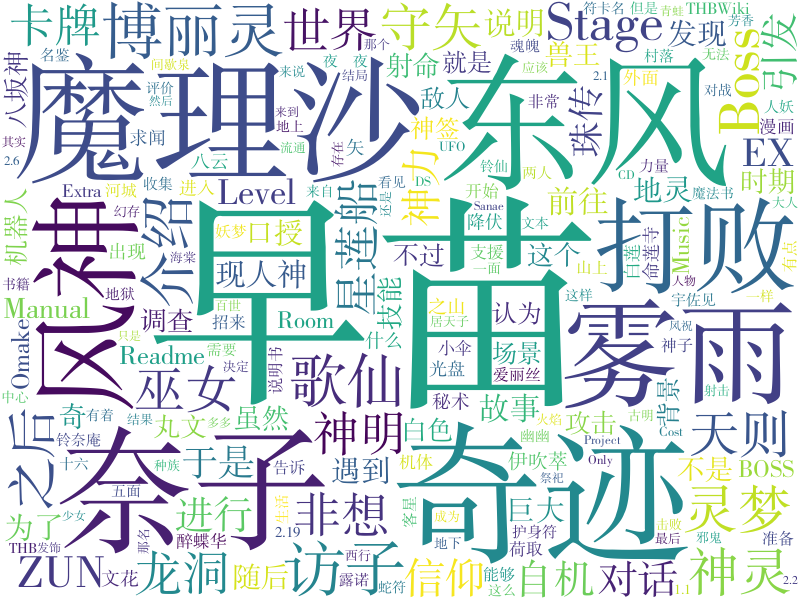 卡牌
博丽灵
世界
守矢
说明
Stage
发现
符卡名
但是
青蛙
THBWiki
芳香
名鉴
间歇泉
来说
夜
夜
那个
结局
射命
就是
应该
魂魄
村落
无法
兽王
2.1
对战
Boss
引发
八坂神
魔理沙
东风
评价
然后
来到
地上
敌人
非常
外面
人妖
漫画
求闻
神签
矢
珠传
其实
2.6
八云
流通
存在
UFO
铃仙
两人
力量
CD
EX
机器人
Extra
河城
收集
进入
神力
看见
DS
开始
Sanae
前往
地灵
魔法书
大人
时期
风神
介绍
幻存
Level
来自
还是
降伏
文本
Music
打败
出现
妖梦
口授
星莲船
早苗
不过
支援
一面
这个
白莲
命莲寺
人物
有点
书籍
地狱
海棠
现人神
技能
之山
居天子
认为
山上
这样
宇佐见
一样
Manual
调查
百世
招来
Room
什么
小伞
场景
风祝
神子
Omake
Readme
只是
需要
说明书
光盘
爱丽丝
射击
雾雨
中心
巫女
决定
歌仙
秘术
故事
背景
之后
奇
有着
结果
多多
虽然
神明
白色
攻击
火焰
古明
Project
Cost
天则
铃奈庵
丸文
奈子
奇迹
幽幽
十六
种族
告诉
于是
遇到
机体
伊吹萃
Only
不是
BOSS
为了
五面
少女
进行
非想
生活
客星
巨大
祭祀
灵梦
THB
发饰
那名
醉蝶华
访子
成为
护身符
击败
邪鬼
准备
ZUN
文花
2.19
龙洞
随后
西行
露诺
地下
蛇符
信仰
能够
荷取
这么
自机
对话
最后
1.1
神灵
2.2